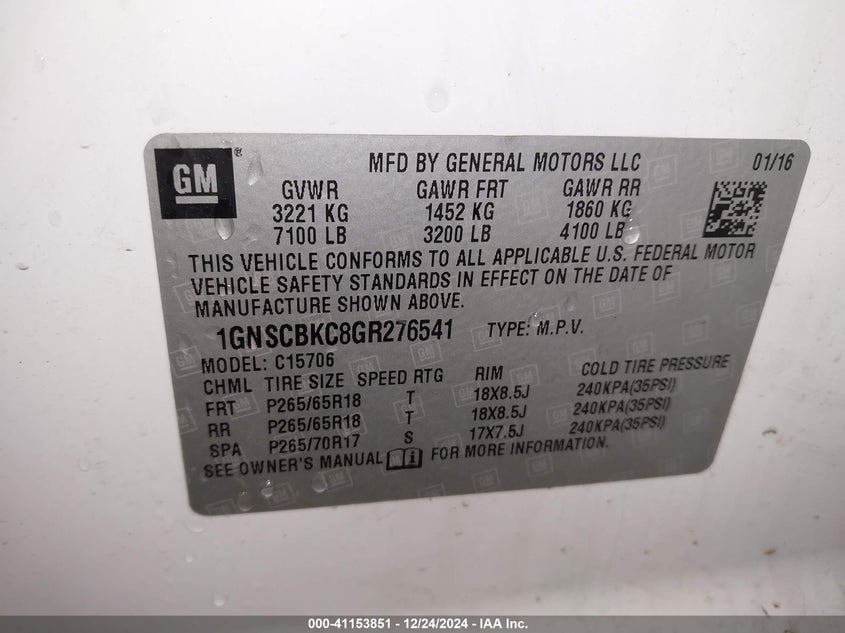 GM ® MFD BY GENERAL MOTORS LLC 01/16
GVWR GAWR FRT GAWR RR
3221 KG 1452 KG 1860 KG
7100 LB 3200 LB 4100 LB
THIS VEHICLE CONFORMS TO ALL APPLICABLE U.S. FEDERAL MOTOR
VEHICLE SAFETY STANDARDS IN EFFECT ON THE DATE OF
MANUFACTURE SHOWN ABOVE.
1GNSCBKC8GR276541 TYPE: M.P.V.
MODEL: C15706
CHML TIRE SIZE SPEED RTG RIM COLD TIRE PRESSURE
FRT P265/65R18 T 18X8.5J 240KPA(35PSI)
RR P265/65R18 T 18X8.5J 240KPA(35PSI)
SPA P265/70R17 S 17X7.5J 240KPA(35PSI)
SEE OWNER'S MANUAL FOR MORE INFORMATION.
000-41153851 - 12/24/2024 - IAA Inc.